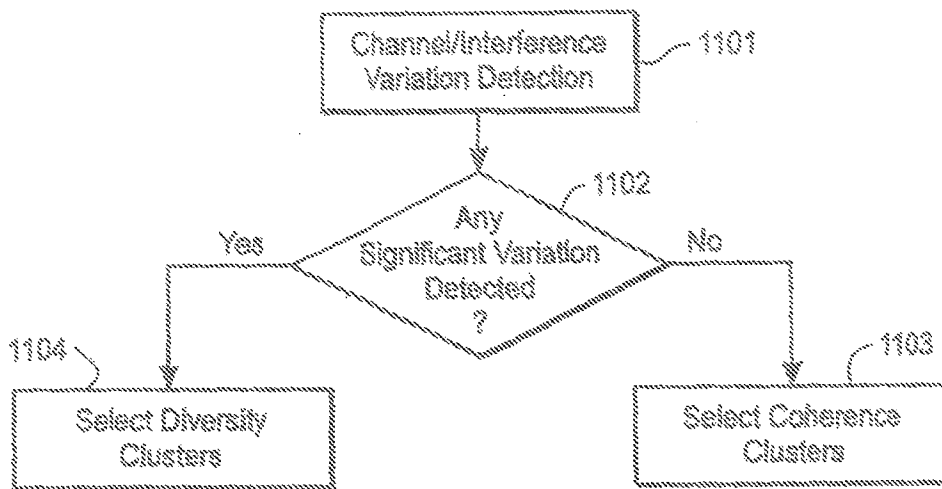 Channel/Interference
Variation Detection
1101
1102
Any
Significant Variation
Detected
?
Yes
No
1104
Select Diversity
Clusters
1103
Select Coherence
Clusters